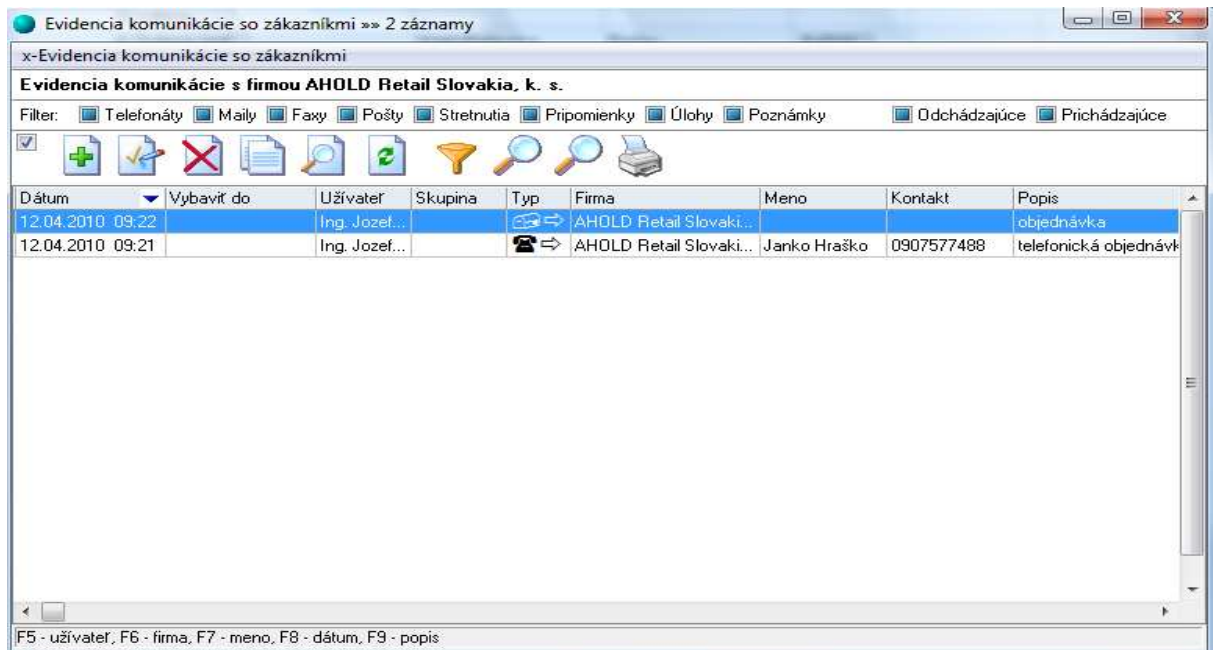 Evidencia komunikácie so zákazníkmi »» 2 záznamy
x-Evidencia komunikácie so zákazníkmi
Evidencia komunikácie s firmou AHOLD Retail Slovakia, k. s.
Filter: Telefonáty Maily Faxy Pošty Stretnutia Pripomienky Úlohy Poznámky Odchádzajúce Prichádzajúce
Dátum Vybaviť do Užívateľ Skupina Typ Firma Meno Kontakt Popis
12.04.2010 09:22 Ing. Jozef... AHOLD Retail Slovaki... objednávka
12.04.2010 09:21 Ing. Jozef... AHOLD Retail Slovaki... Janko Hraško 0907577488 telefonická objednávk
F5 - užívateľ, F6 - firma, F7 - meno, F8 - dátum, F9 - popis